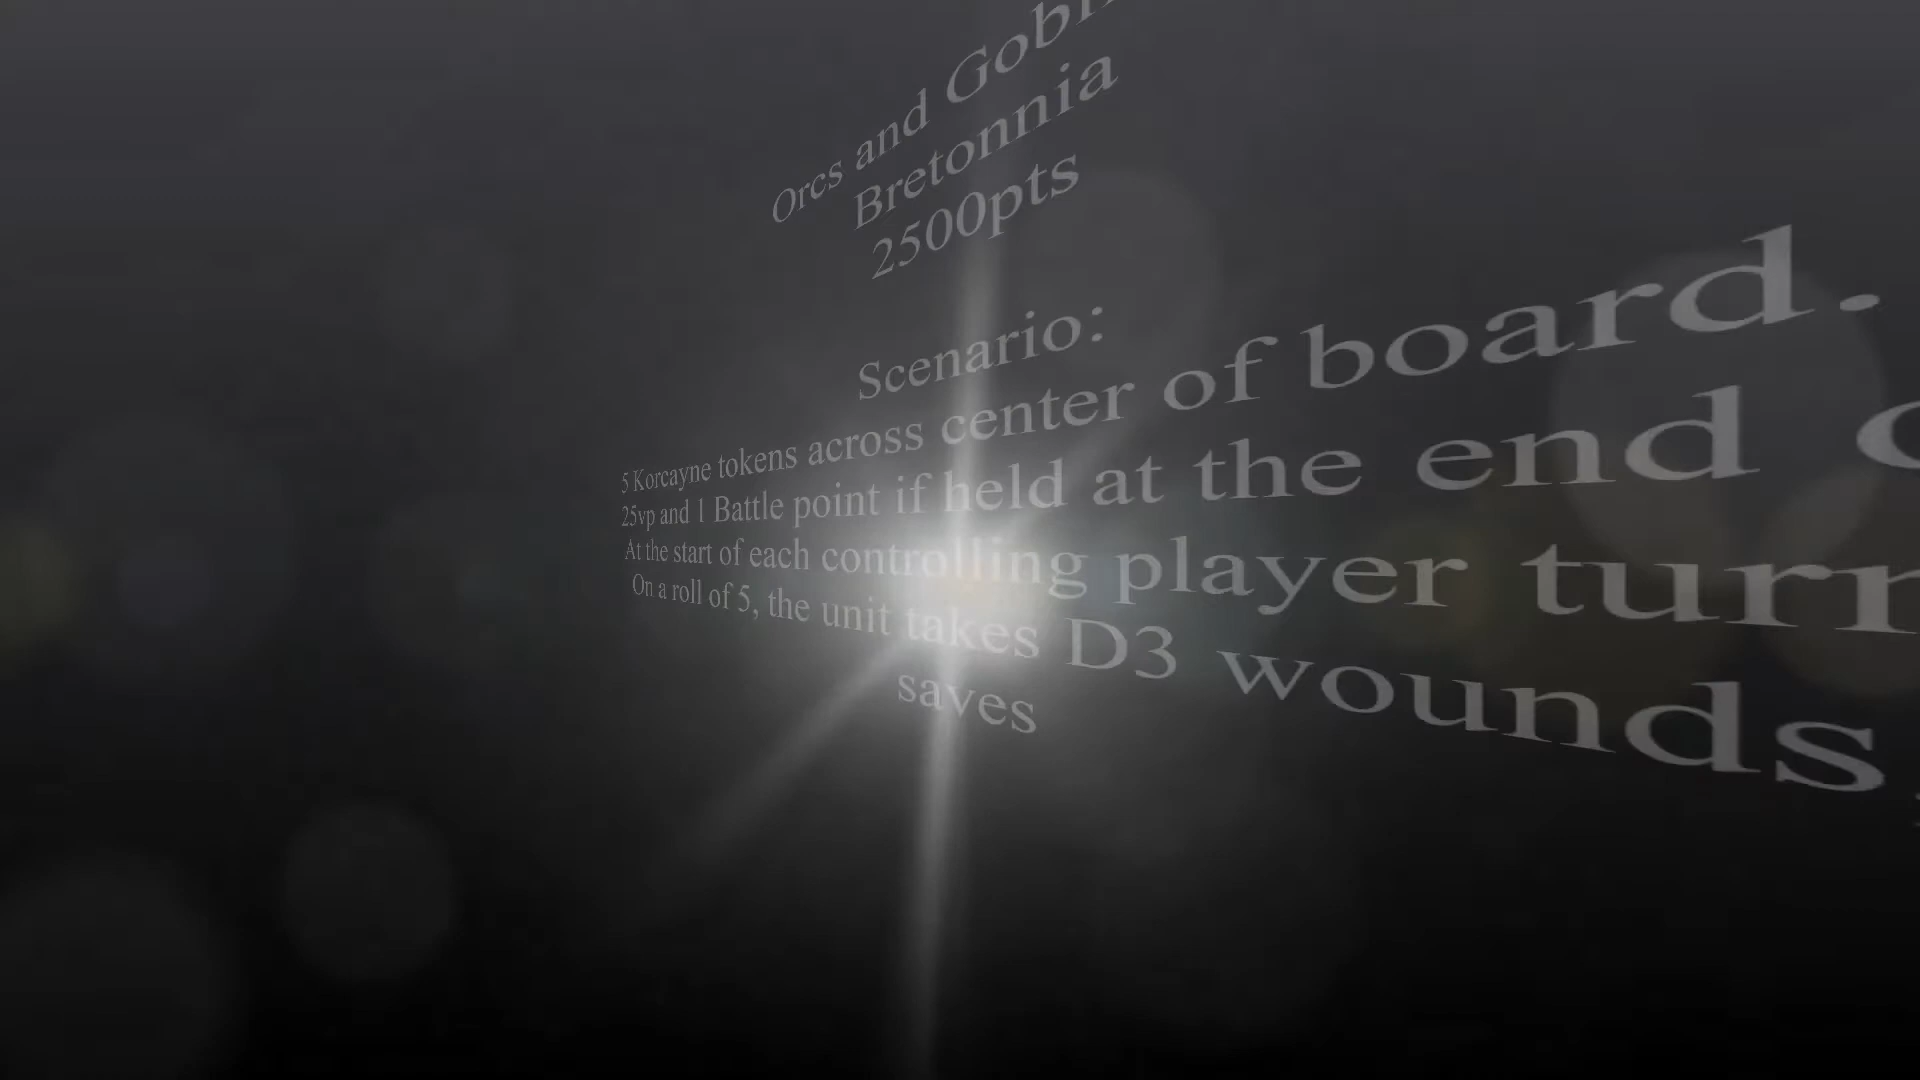 Orcs and
Bretonnia
2500pts
Scenario:
5 Korcayne tokens across center of board.
25vp and 1 Battle point if held at the end
At the start of each controlling player turn
On a roll of 5, the unit takes D3 wounds,
saves